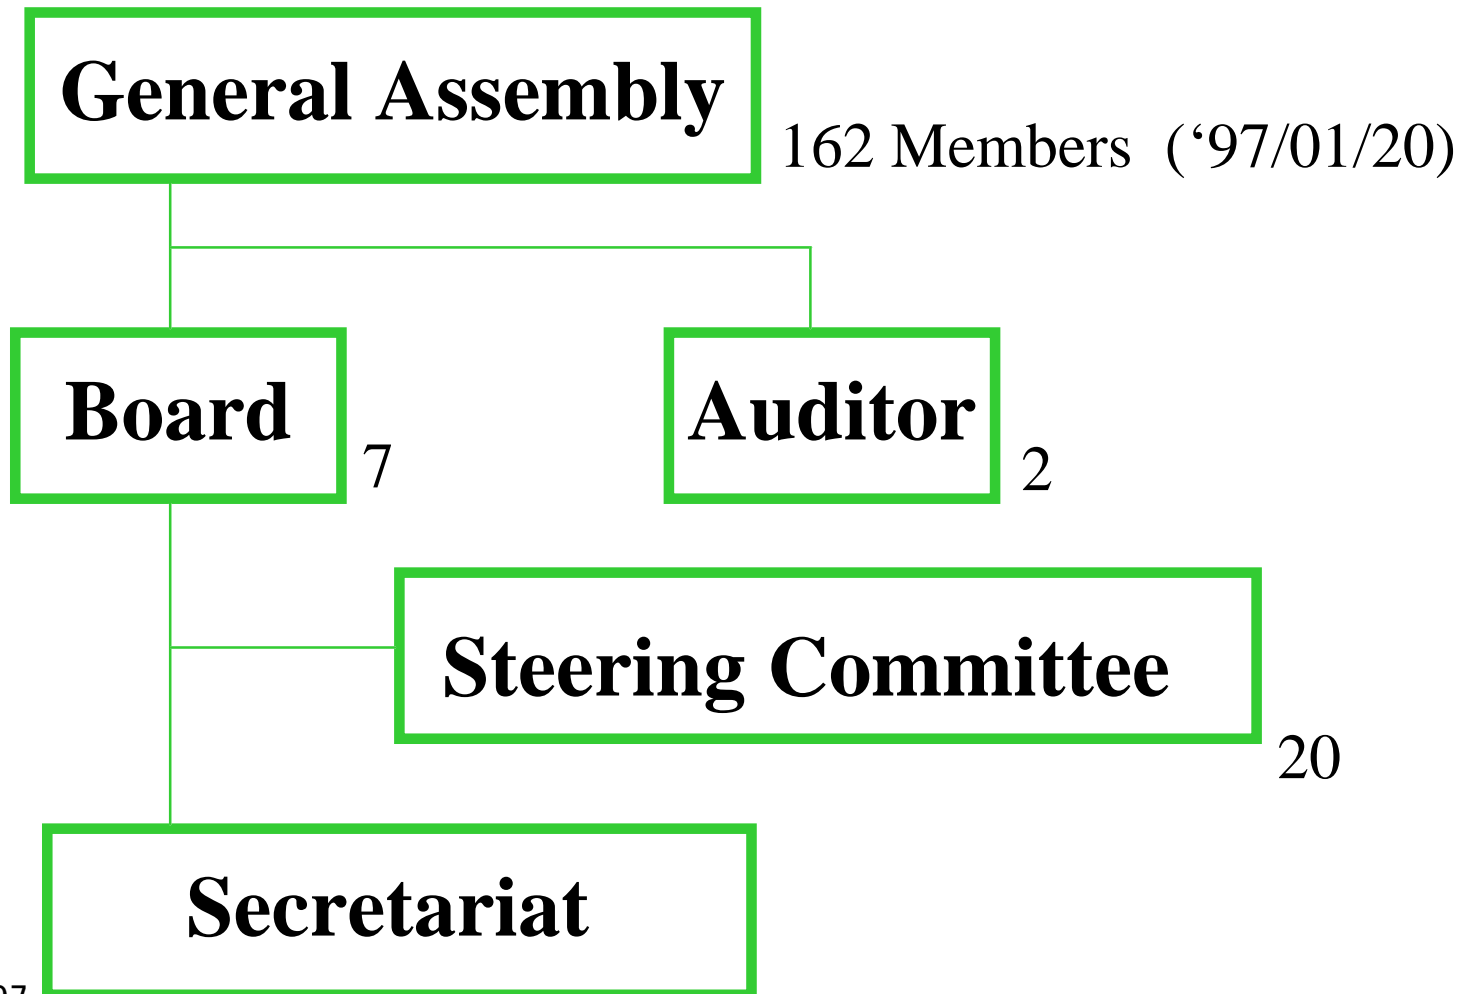 General Assembly
162 Members (‘97/01/20)
Board
7
Auditor
2
Steering Committee
20
Secretariat